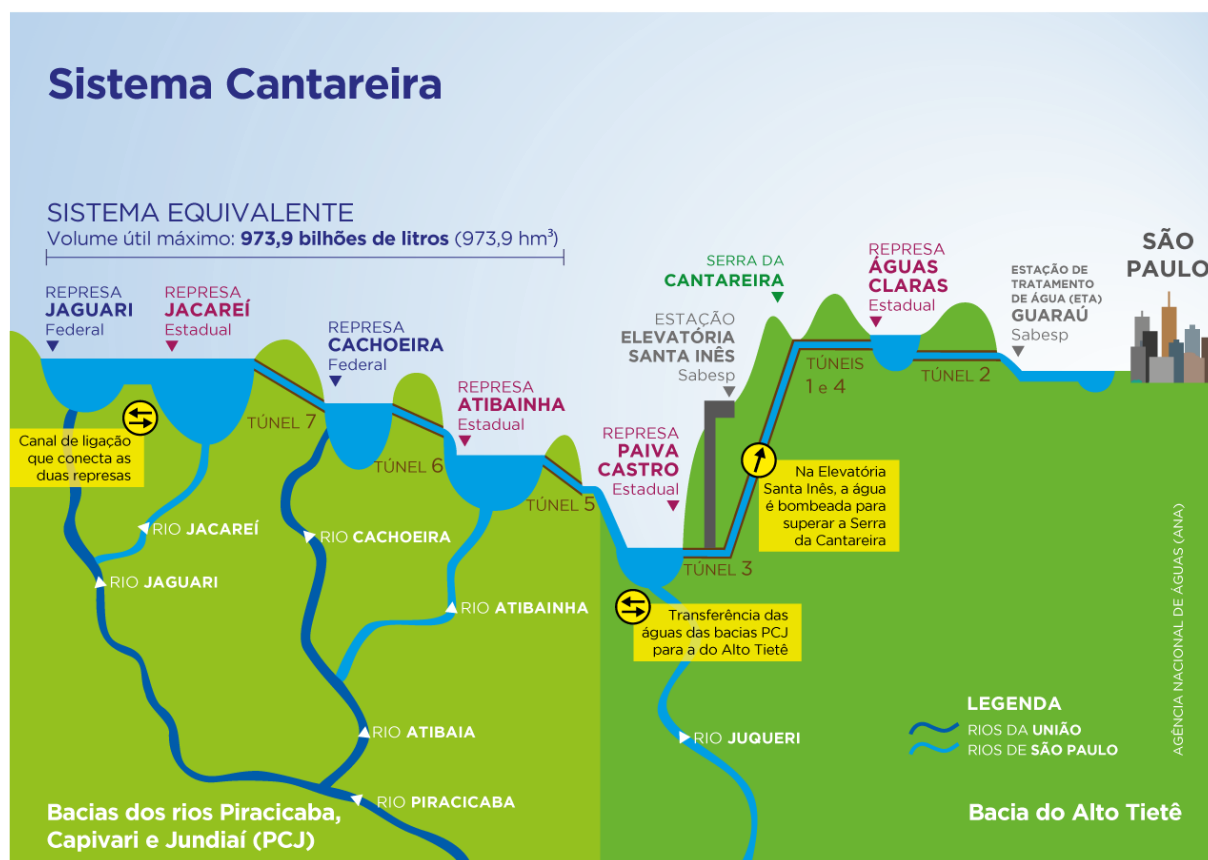 Sistema Cantareira
SISTEMA EQUIVALENTE
Volume útil máximo: 973,9 bilhões de litros (973,9 hm³)
REPRESA
JAGUARI
Federal
REPRESA
JACAREÍ
Estadual
REPRESA
CACHOEIRA
Federal
REPRESA
ATIBAINHA
Estadual
REPRESA
PAIVA
CASTRO
Estadual
ESTAÇÃO
ELEVATÓRIA
SANTA INÊS
Sabesp
SERRA DA
CANTAREIRA
REPRESA
ÁGUAS
CLARAS
Estadual
ESTAÇÃO DE
TRATAMENTO
DE ÁGUA (ETA)
GUARAÚ
Sabesp
SÃO
PAULO
TÚNEL 7
TÚNEL 6
TÚNEL 5
TÚNEL 3
TÚNEIS
1 e 4
TÚNEL 2
Canal de ligação
que conecta as
duas represas
Na Elevatória
Santa Inês, a água
é bombeada para
superar a Serra
da Cantareira
Transferência das
águas das bacias PCJ
para a do Alto Tietê
RIO JACAREÍ
RIO JAGUARI
RIO CACHOEIRA
RIO ATIBAINHA
RIO ATIBAIA
RIO PIRACICABA
RIO JUQUERI
LEGENDA
RIOS DA UNIÃO
RIOS DE SÃO PAULO
Bacias dos rios Piracicaba,
Capivari e Jundiaí (PCJ)
Bacia do Alto Tietê
AGÊNCIA NACIONAL DE ÁGUAS (ANA)